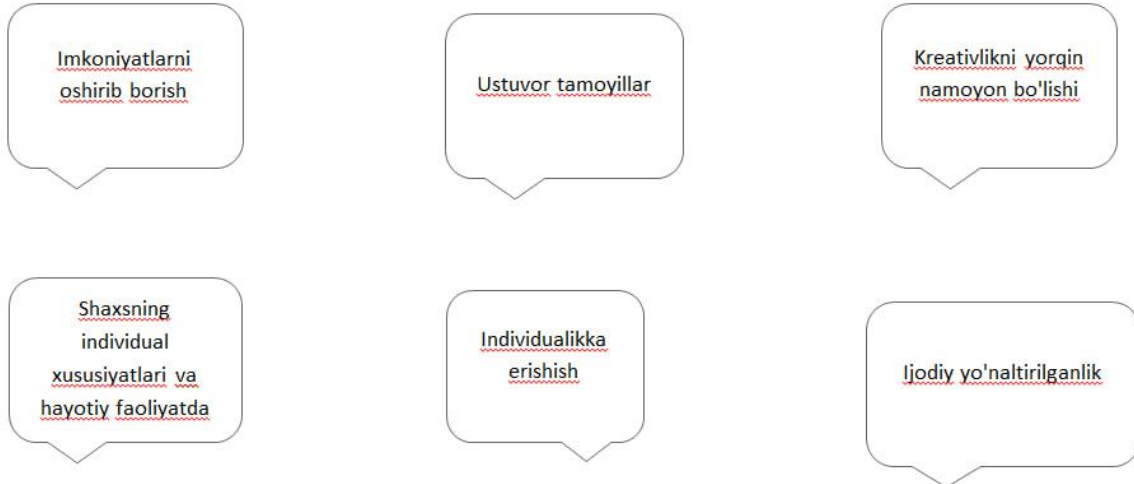 Imkoniyatlarni
oshirib borish
Ustuvor tamoyillar
Kreativlikni yorqin
namoyon bo'lishi
Shaxsning
individual
xususiyatlari va
hayotiy faoliyatda
Individualikka
erishish
Ijodiy yo'naltirilganlik